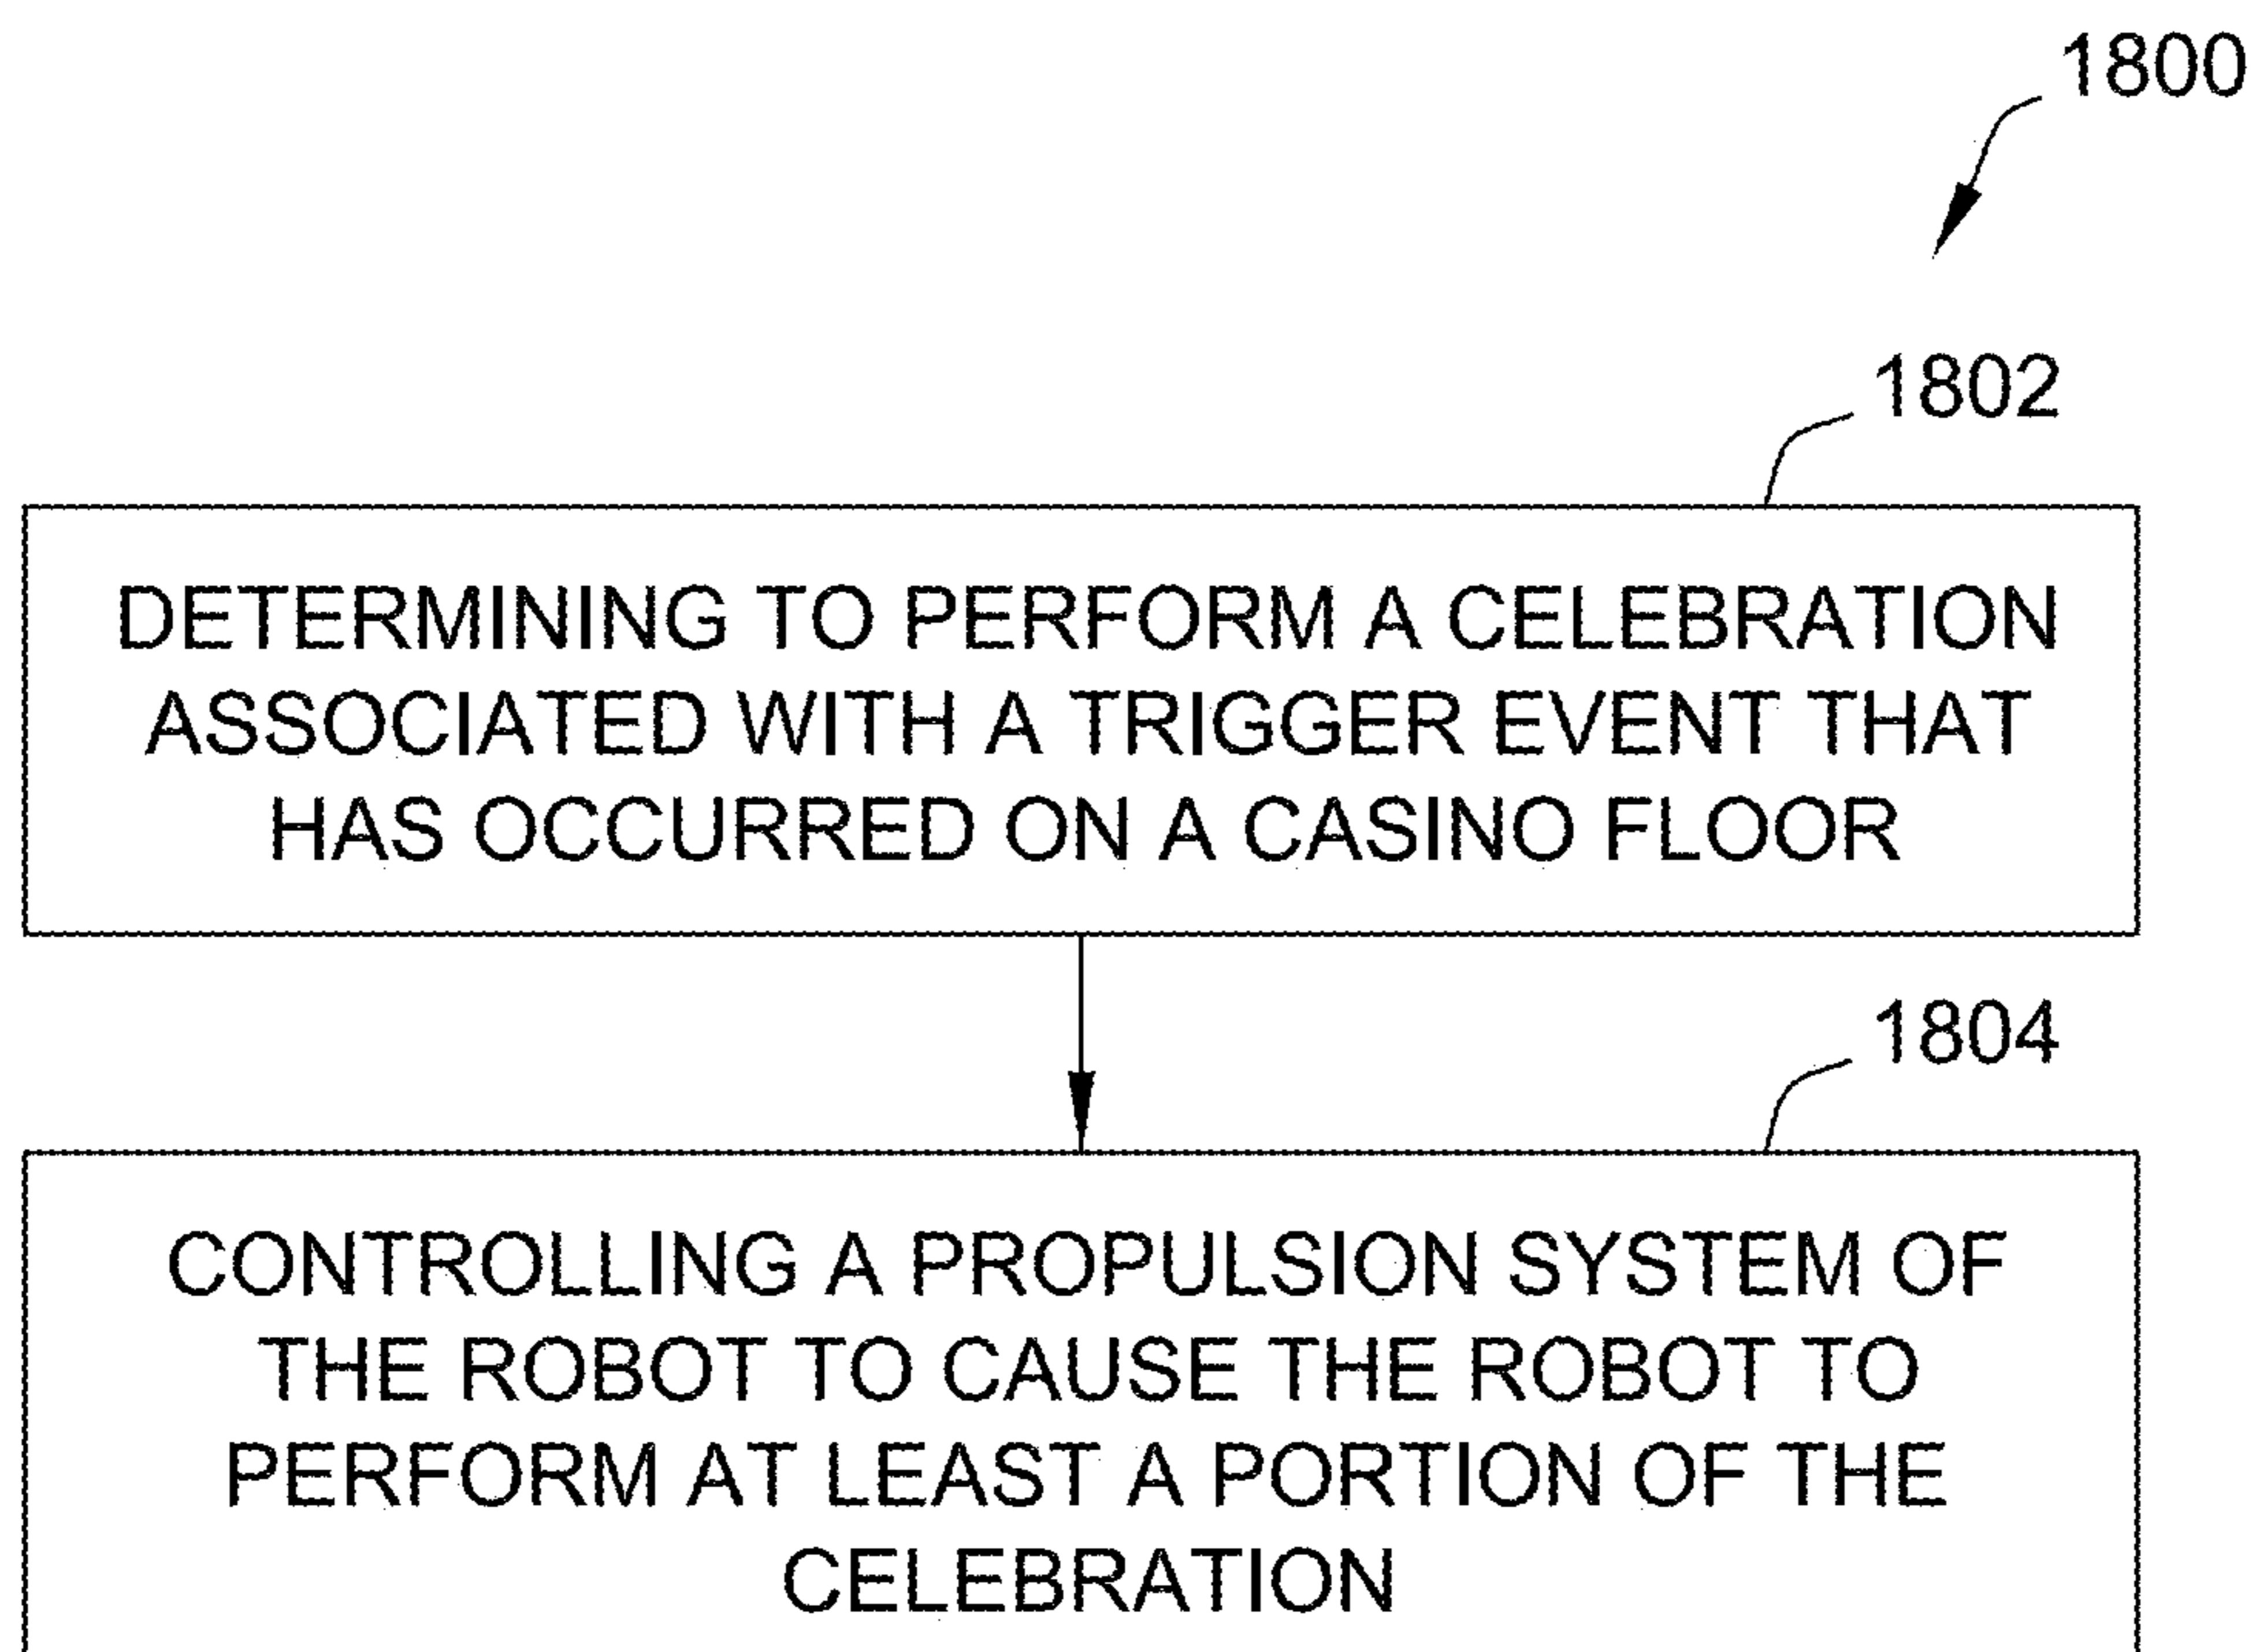 1800
1802
DETERMINING TO PERFORM A CELEBRATION
ASSOCIATED WITH A TRIGGER EVENT THAT
HAS OCCURRED ON A CASINO FLOOR
1804
CONTROLLING A PROPULSION SYSTEM OF
THE ROBOT TO CAUSE THE ROBOT TO
PERFORM AT LEAST A PORTION OF THE
CELEBRATION